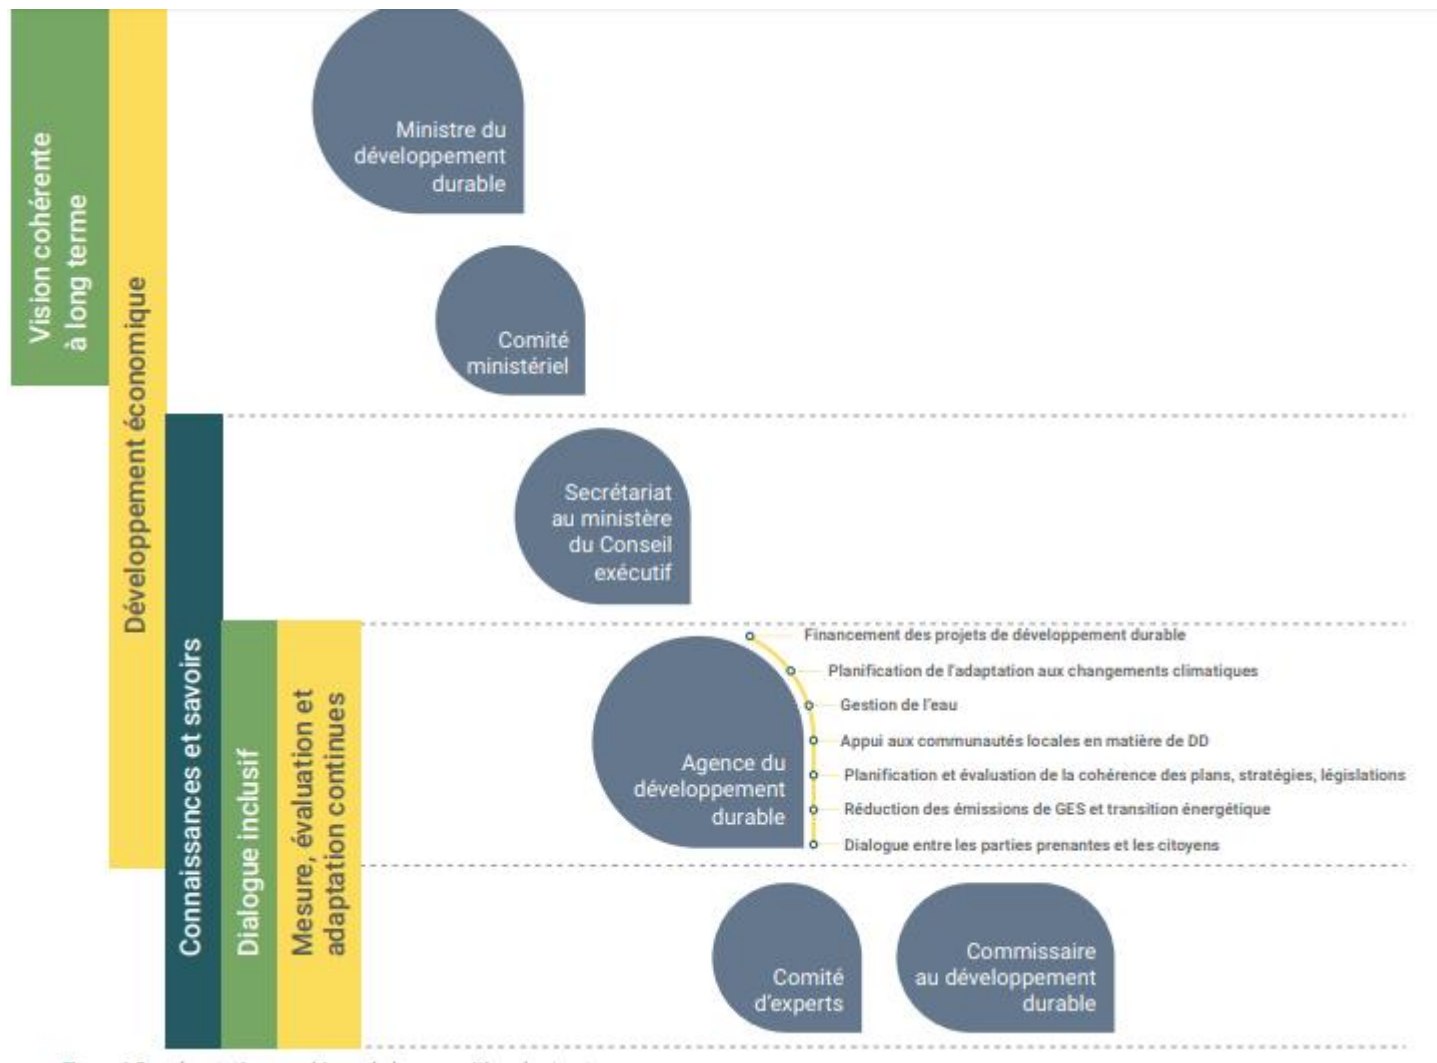 Vision cohérente
à long terme
Développement économique
Connaissances et savoirs
Dialogue inclusif
Mesure, évaluation et
adaptation continues
Ministre du
développement
durable
Comité
ministériel
Secrétariat
au ministère
du Conseil
exécutif
Agence du
développement
durable
Financement des projets de développement durable
Planification de l'adaptation aux changements climatiques
Gestion de l'eau
Appui aux communautés locales en matière de DD
Planification et évaluation de la cohérence des plans, stratégies, législations
Réduction des émissions de GES et transition énergétique
Dialogue entre les parties prenantes et les citoyens
Comité
d'experts
Commissaire
au développement
durable